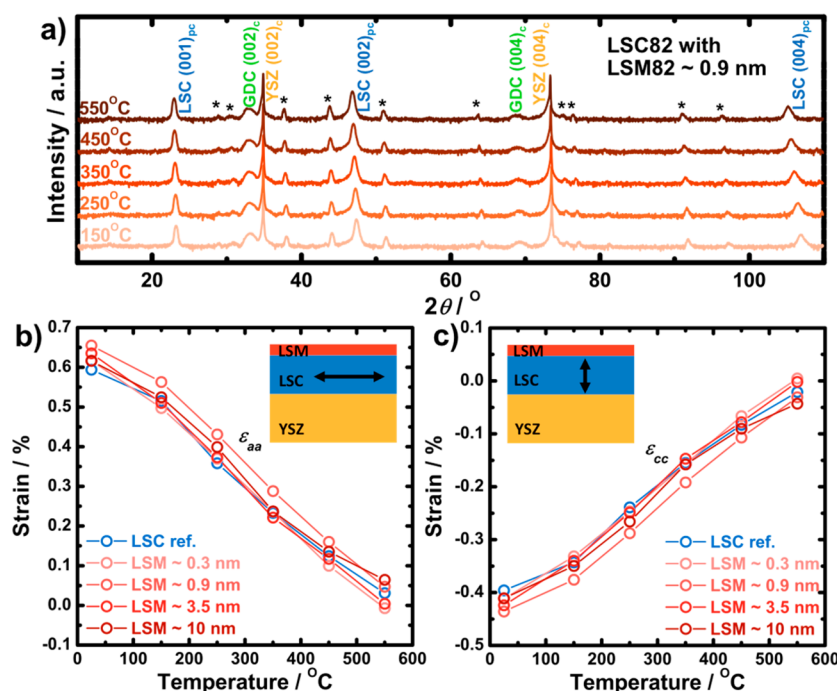 a)
LSC (001)pc
GDC (002)c
YSZ (002)c
LSC (002)pc
GDC (004)c
YSZ (004)c
LSC (004)pc
LSC82 with
LSM82 ~ 0.9 nm
* * * * * * * * * *
550°C
450°C
350°C
250°C
150°C
Intensity / a.u.
20 40 60 80 100
2θ / °
b)
0.7
0.6
0.5
0.4
0.3
0.2
0.1
0.0
-0.1
Strain / %
LSM
LSC
YSZ
εaa
LSC ref.
LSM ~ 0.3 nm
LSM ~ 0.9 nm
LSM ~ 3.5 nm
LSM ~ 10 nm
0 100 200 300 400 500 600
Temperature / °C
c)
0.1
0.0
-0.1
-0.2
-0.3
-0.4
-0.5
Strain / %
LSM
LSC
YSZ
εcc
LSC ref.
LSM ~ 0.3 nm
LSM ~ 0.9 nm
LSM ~ 3.5 nm
LSM ~ 10 nm
0 100 200 300 400 500 600
Temperature / °C